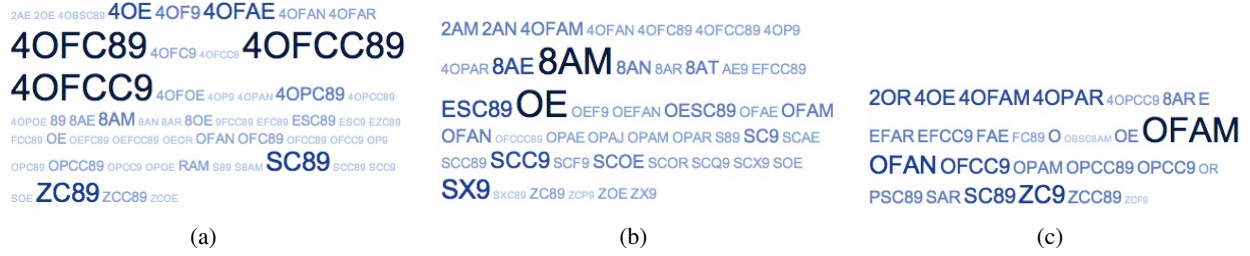 2AE 2OE 4OBSC89 4OE 4OF9 4OFAE 4OFAN 4OFAR
4OFC89 4OFC9 4OFCC8 4OFCC89
4OFCC9 4OFOE 4OP9 4OPAN 4OPC89 4OPCC89
4OPOE 89 8AE 8AM 8AN 8AR 8OE 9FCC89 EFC89 ESC89 ESC9 EZC89
FCC89 OE OEFC89 OEFCC89 OEOR OFAN OFC89 OFCC89 OFCC9 OP9
OPC89 OPCC89 OPCC9 OPOE RAM S89 S8AM SC89 SCC89 SCC9
SOE ZC89 ZCC89 ZCOE
(a)
2AM 2AN 4OFAM 4OFAN 4OFC89 4OFCC89 4OP9
4OPAR 8AE 8AM 8AN 8AR 8AT AE9 EFCC89
ESC89 OE OEF9 OEFAN OESC89 OFAE OFAM
OFAN OFCCC89 OPAE OPAJ OPAM OPAR S89 SC9 SCAE
SCC89 SCC9 SCF9 SCOE SCOR SCQ9 SCX9 SOE
SX9 SXC89 ZC89 ZCP9 ZOE ZX9
(b)
2OR 4OE 4OFAM 4OPAR 4OPCC9 8AR E
EFAR EFCC9 FAE FC89 O OBSC8AM OE OFAM
OFAN OFCC9 OPAM OPCC89 OPCC9 OR
PSC89 SAR SC89 ZC9 ZCC89 ZCF9
(c)